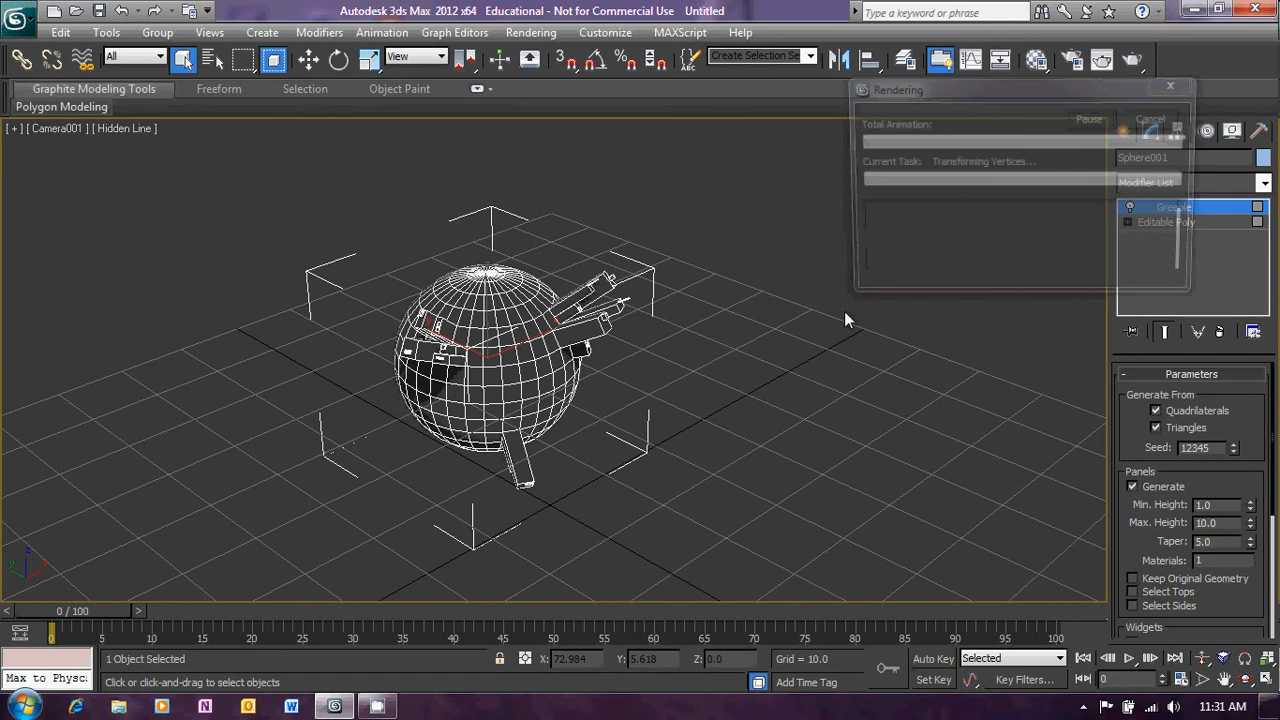 Autodesk 3ds Max 2012 x64 Educational - Not for Commercial Use Untitled
Type a keyword or phrase
Edit Tools Group Views Create Modifiers Animation Graph Editors Rendering Customize MAXScript Help
All View 3 Create Selection Se
Graphite Modeling Tools Freeform Selection Object Paint
Polygon Modeling
[ + ] [ Camera001 ] [ Hidden Line ]
Rendering
Total Animation:
Pause Cancel
Current Task: Transforming Vertices...
Sphere001
Modifier List
Greeble
Editable Poly
Parameters
Generate From
Quadrilaterals
Triangles
Seed: 12345
Panels
Generate
Min. Height: 1.0
Max. Height: 10.0
Taper: 5.0
Materials: 1
Keep Original Geometry
Select Tops
Select Sides
Widgets
z
y x
< 0 / 100 >
0 5 10 15 20 25 30 35 40 45 50 55 60 65 70 75 80 85 90 95 100
1 Object Selected X: 72.984 Y: 5.618 Z: 0.0 Grid = 10.0 Auto Key Selected
Max to Physc Click or click-and-drag to select objects Add Time Tag Set Key Key Filters... 0
11:31 AM